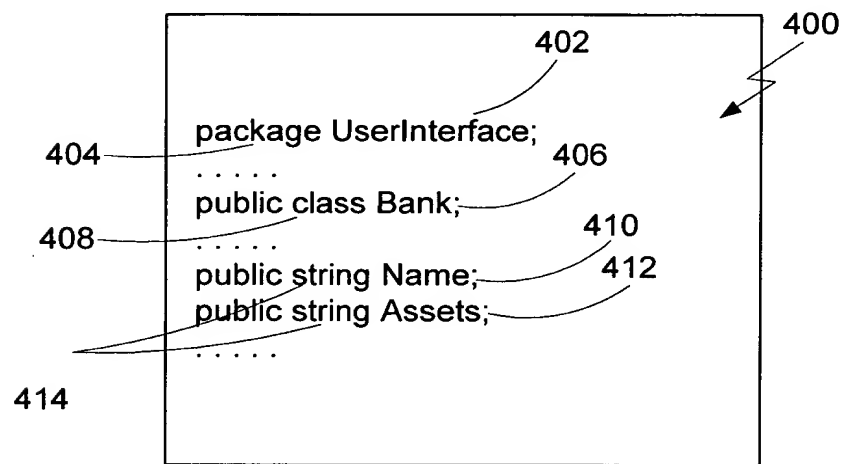 400
402
package UserInterface;
404
. . . . .
406
public class Bank;
408
. . . . .
410
public string Name;
412
public string Assets;
. . . . .
414